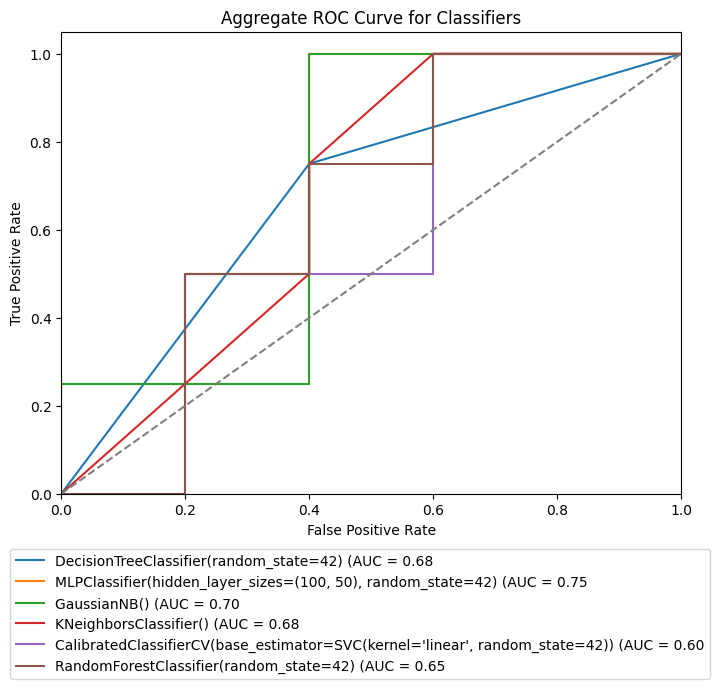 Aggregate ROC Curve for Classifiers
1.0
0.8
0.6
0.4
0.2
0.0
True Positive Rate
0.0 0.2 0.4 0.6 0.8 1.0
False Positive Rate
DecisionTreeClassifier(random_state=42) (AUC = 0.68
MLPClassifier(hidden_layer_sizes=(100, 50), random_state=42) (AUC = 0.75
GaussianNB() (AUC = 0.70
KNeighborsClassifier() (AUC = 0.68
CalibratedClassifierCV(base_estimator=SVC(kernel='linear', random_state=42)) (AUC = 0.60
RandomForestClassifier(random_state=42) (AUC = 0.65